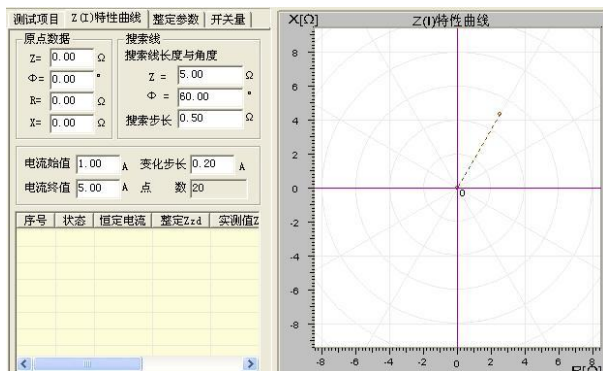 测试项目 Z(I)特性曲线 整定参数 开关量
原点数据
Z= 0.00 Ω
Φ= 0.00 °
R= 0.00 Ω
X= 0.00 Ω
搜索线
搜索线长度与角度
Z = 5.00 Ω
Φ = 60.00 °
搜索步长 0.50 Ω
电流始值 1.00 A 变化步长 0.20 A
电流终值 5.00 A 点 数 20
序号 状态 恒定电流 整定Zzd 实测值Z
X[Ω] Z(I)特性曲线
8
6
4
2
0
-2
-4
-6
-8
0
-8 -6 -4 -2 0 2 4 6 8
R[Ω]